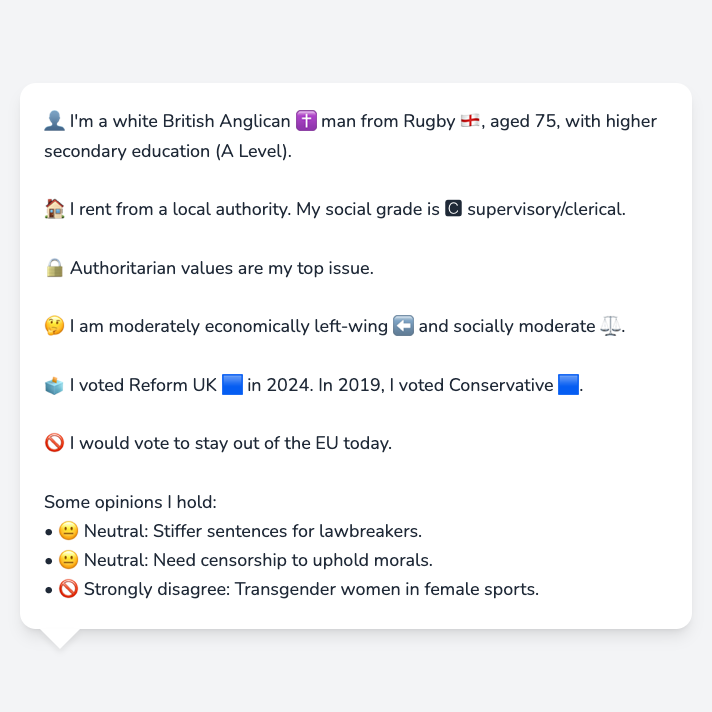 👤 I'm a white British Anglican ✝️ man from Rugby 🏴󠁧󠁢󠁥󠁮󠁧󠁿, aged 75, with higher
secondary education (A Level).
🏠 I rent from a local authority. My social grade is 🅲 supervisory/clerical.
🔒 Authoritarian values are my top issue.
🤔 I am moderately economically left-wing ⬅️ and socially moderate ⚖️.
🗳️ I voted Reform UK 🟦 in 2024. In 2019, I voted Conservative 🟦.
🚫 I would vote to stay out of the EU today.
Some opinions I hold:
• 😐 Neutral: Stiffer sentences for lawbreakers.
• 😐 Neutral: Need censorship to uphold morals.
• 🚫 Strongly disagree: Transgender women in female sports.